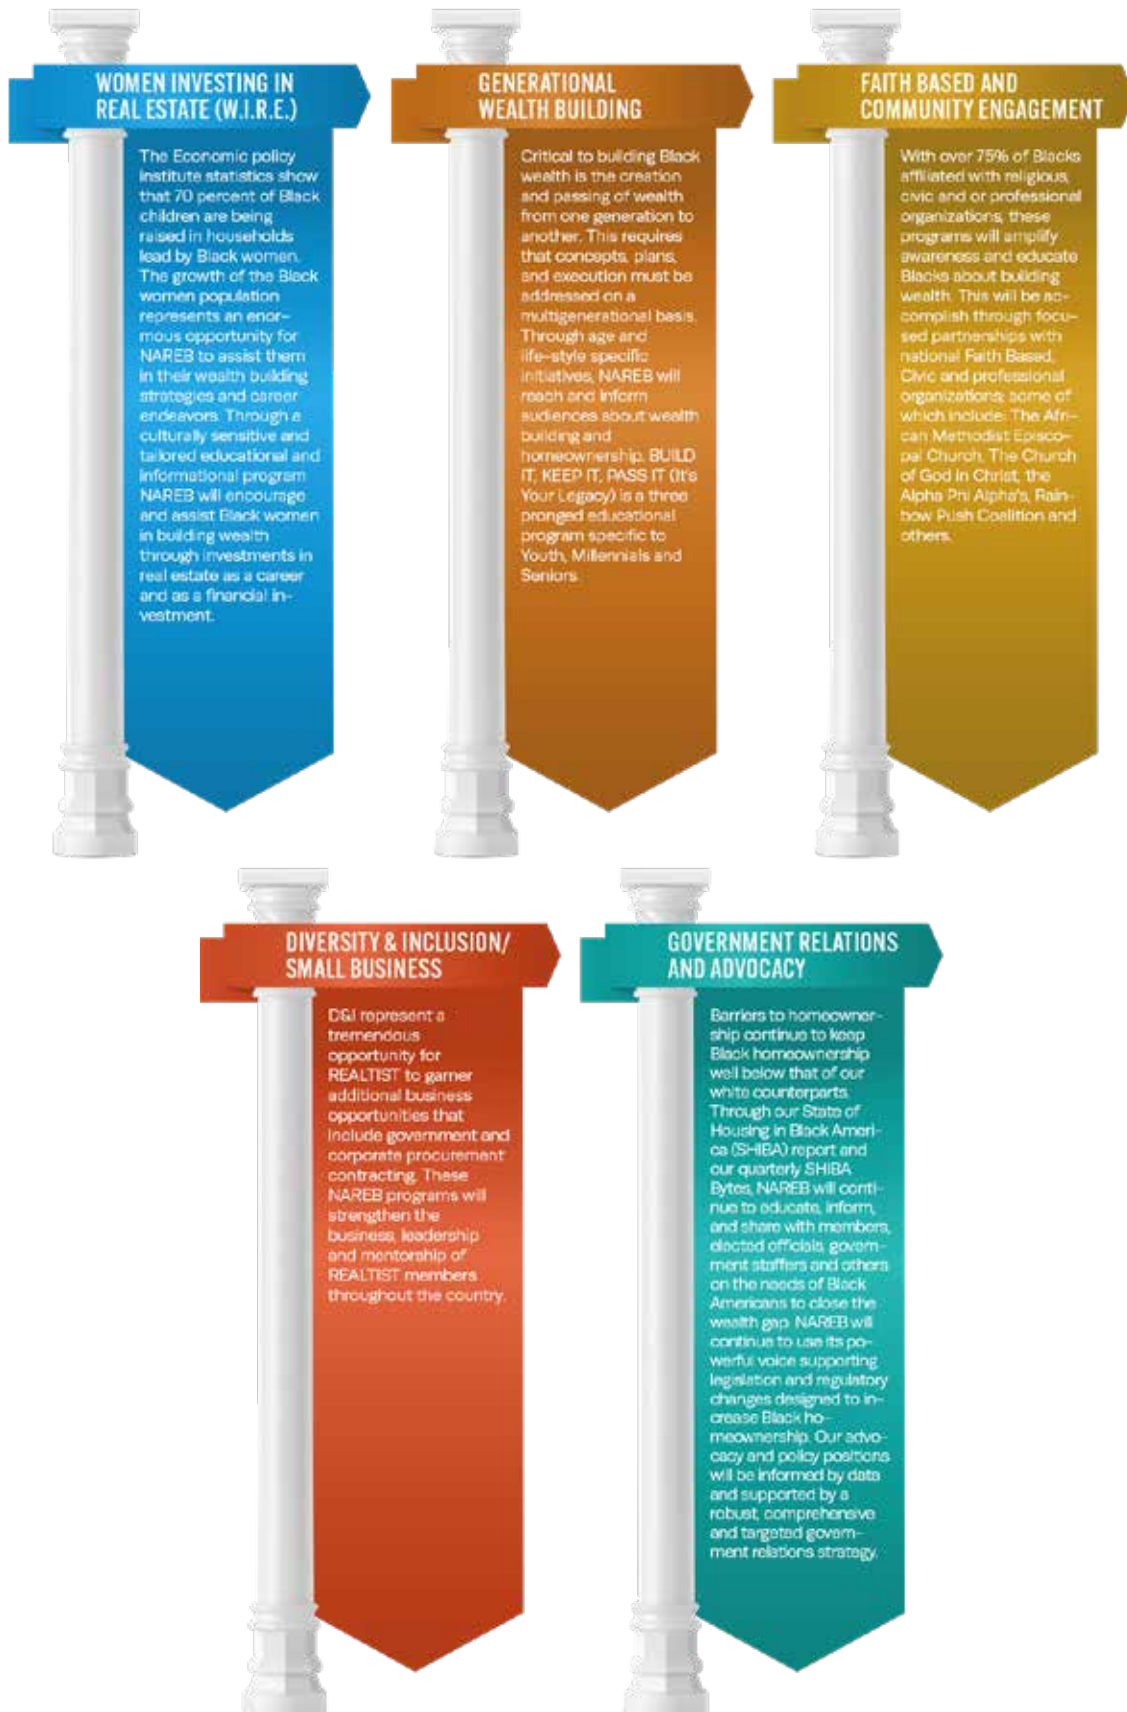 WOMEN INVESTING IN
REAL ESTATE (W.I.R.E.)
The Economic policy
institute statistics show
that 70 percent of Black
children are being
raised in households
lead by Black women.
The growth of the Black
women population
represents an enor-
mous opportunity for
NAREB to assist them
in their wealth building
strategies and career
endeavors. Through a
culturally sensitive and
tailored educational and
informational program
NAREB will encourage
and assist Black women
in building wealth
through investments in
real estate as a career
and as a financial in-
vestment.
GENERATIONAL
WEALTH BUILDING
Critical to building Black
wealth is the creation
and passing of wealth
from one generation to
another. This requires
that concepts, plans,
and execution must be
addressed on a
multigenerational basis.
Through age and
life-style specific
initiatives, NAREB will
reach and inform
audiences about wealth
building and
homeownership. BUILD
IT, KEEP IT, PASS IT (It's
Your Legacy) is a three
pronged educational
program specific to
Youth, Millennials and
Seniors.
FAITH BASED AND
COMMUNITY ENGAGEMENT
With over 75% of Blacks
affiliated with religious,
civic and or professional
organizations, these
programs will amplify
awareness and educate
Blacks about building
wealth. This will be ac-
complish through focu-
sed partnerships with
national Faith Based,
Civic and professional
organizations; some of
which include: The Afri-
can Methodist Episco-
pal Church, The Church
of God in Christ, the
Alpha Phi Alpha's, Rain-
bow Push Coalition and
others.
DIVERSITY & INCLUSION/
SMALL BUSINESS
D&I represent a
tremendous
opportunity for
REALTIST to garner
additional business
opportunities that
include government and
corporate procurement
contracting. These
NAREB programs will
strengthen the
business, leadership
and mentorship of
REALTIST members
throughout the country.
GOVERNMENT RELATIONS
AND ADVOCACY
Barriers to homeowner-
ship continue to keep
Black homeownership
well below that of our
white counterparts.
Through our State of
Housing in Black Ameri-
ca (SHIBA) report and
our quarterly SHIBA
Bytes, NAREB will conti-
nue to educate, inform,
and share with members,
elected officials, govern-
ment staffers and others
on the needs of Black
Americans to close the
wealth gap. NAREB will
continue to use its po-
werful voice supporting
legislation and regulatory
changes designed to in-
crease Black ho-
meownership. Our advo-
cacy and policy positions
will be informed by data
and supported by a
robust, comprehensive
and targeted govern-
ment relations strategy.